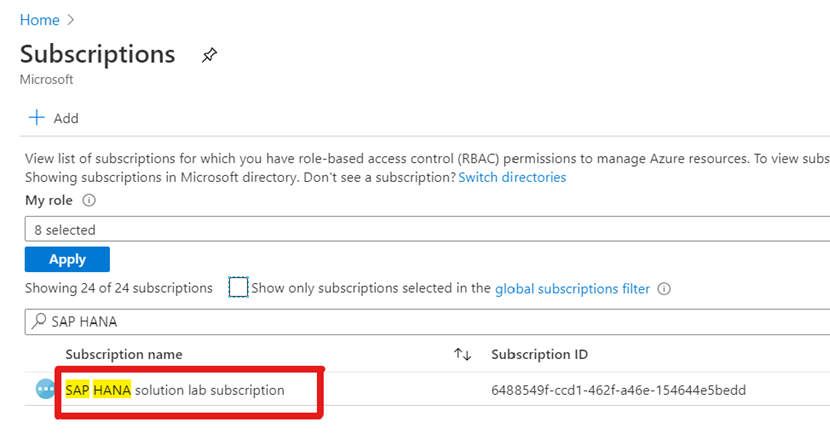 Home
Subscriptions
Microsoft
Add
View list of subscriptions for which you have role-based access control (RBAC) permissions to manage Azure resources. To view subs
Showing subscriptions in Microsoft directory. Don't see a subscription? Switch directories
My role
8 selected
Apply
Showing 24 of 24 subscriptions Show only subscriptions selected in the global subscriptions filter
SAP HANA
Subscription name Subscription ID
SAP HANA solution lab subscription 6488549f-ccd1-462f-a46e-154644e5bedd